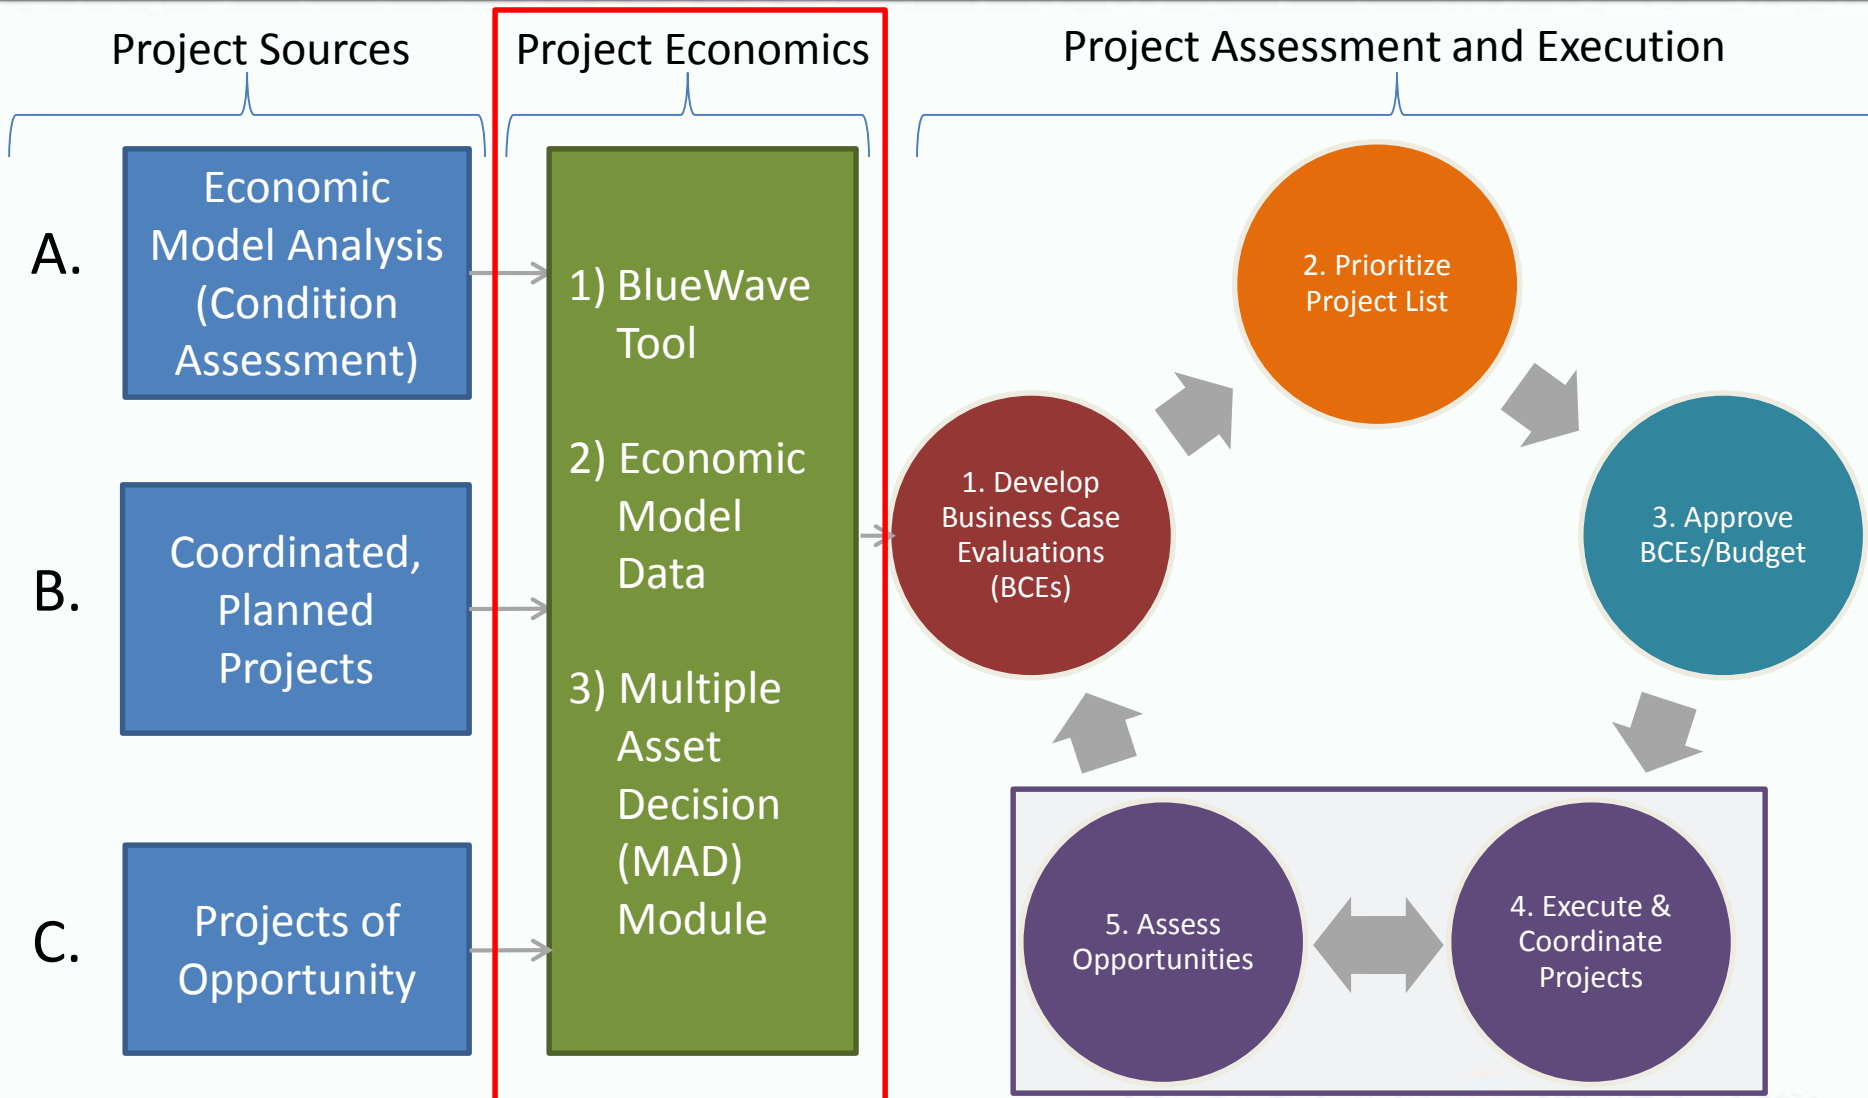 Project Sources
Project Economics
Project Assessment and Execution
A.
Economic
Model Analysis
(Condition
Assessment)
B.
Coordinated,
Planned
Projects
C.
Projects of
Opportunity
1) BlueWave
Tool
2) Economic
Model
Data
3) Multiple
Asset
Decision
(MAD)
Module
1. Develop
Business Case
Evaluations
(BCEs)
2. Prioritize
Project List
3. Approve
BCEs/Budget
4. Execute &
Coordinate
Projects
5. Assess
Opportunities